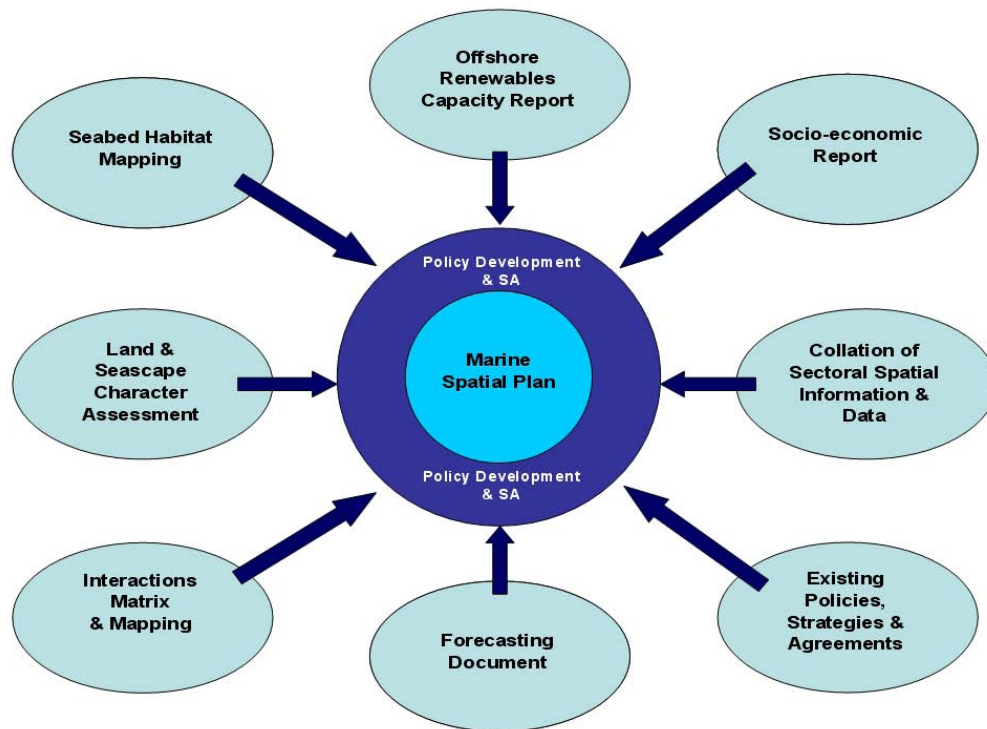 Offshore
Renewables
Capacity Report
Seabed Habitat
Mapping
Socio-economic
Report
Policy Development
& SA
Marine
Spatial Plan
Land &
Seascape
Character
Assessment
Collation of
Sectoral Spatial
Information &
Data
Policy Development
& SA
Interactions
Matrix
& Mapping
Forecasting
Document
Existing
Policies,
Strategies &
Agreements